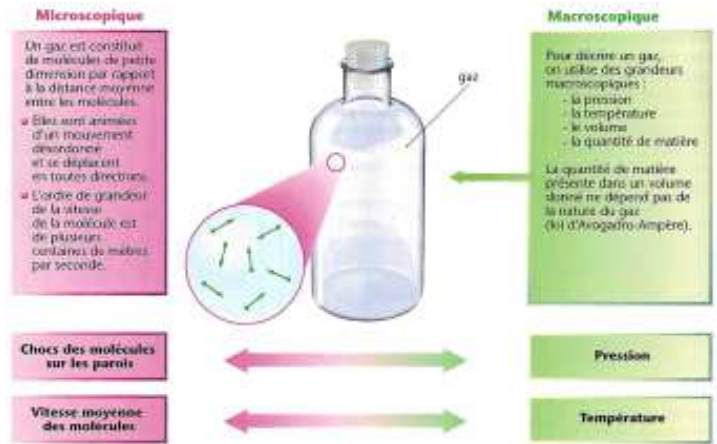 Microscopique
Un gaz est constitué
de molécules de petite
dimension par rapport
à la distance moyenne
entre les molécules.
Elles sont animées
d'un mouvement
désordonné
et se déplacent
en toutes directions.
L'ordre de grandeur
de la vitesse
de la molécule est
de plusieurs
centaines de mètres
par seconde.
gaz
Macroscopique
Pour décrire un gaz,
on utilise des grandeurs
macroscopiques :
- la pression
- la température
- le volume
- la quantité de matière
La quantité de matière
présente dans un volume
donné ne dépend pas de
la nature du gaz
(loi d'Avogadro-Ampère).
Chocs des molécules
sur les parois
Pression
Vitesse moyenne
des molécules
Température